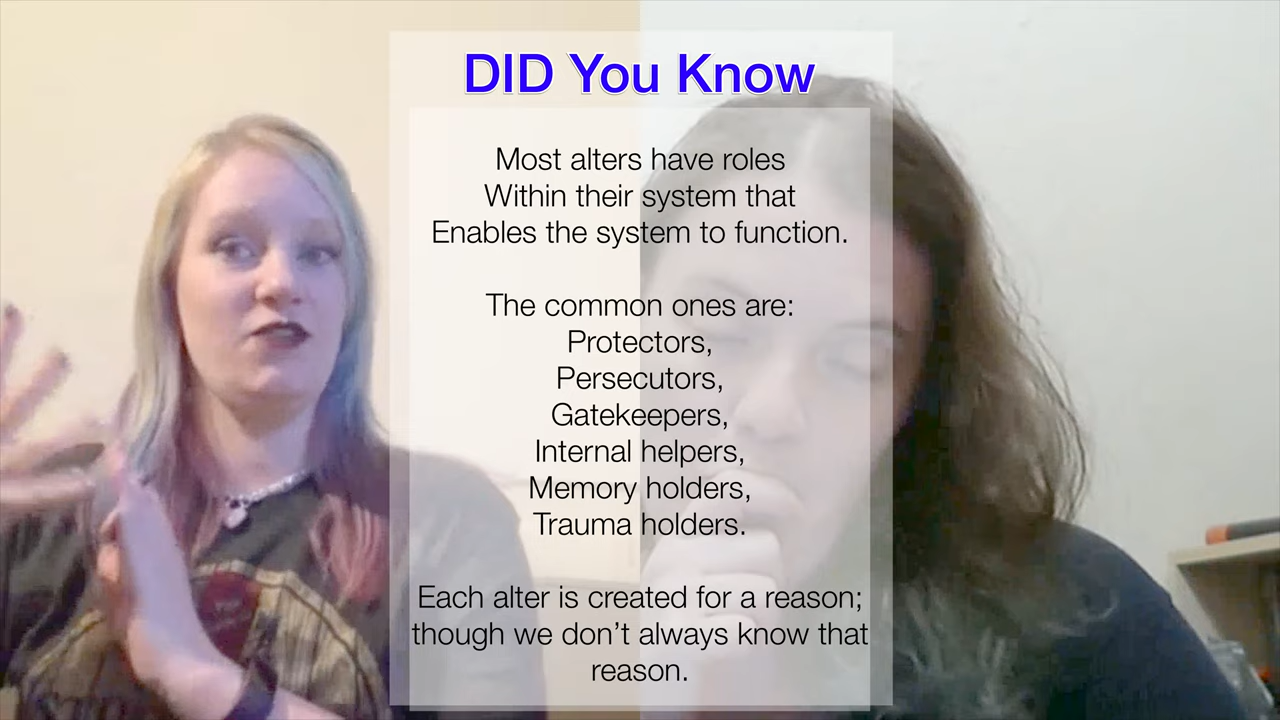 DID You Know
Most alters have roles
Within their system that
Enables the system to function.
The common ones are:
Protectors,
Persecutors,
Gatekeepers,
Internal helpers,
Memory holders,
Trauma holders.
Each alter is created for a reason;
though we don’t always know that
reason.